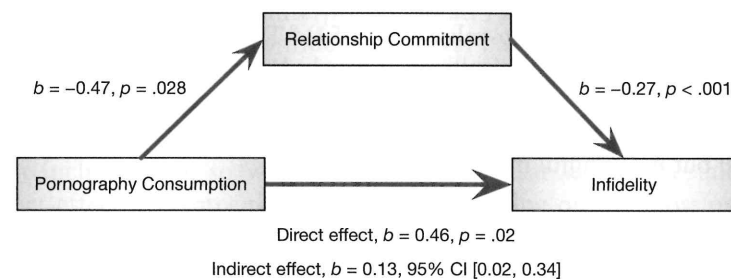 Relationship Commitment
b = −0.47, p = .028
b = −0.27, p < .001
Pornography Consumption
Infidelity
Direct effect, b = 0.46, p = .02
Indirect effect, b = 0.13, 95% CI [0.02, 0.34]